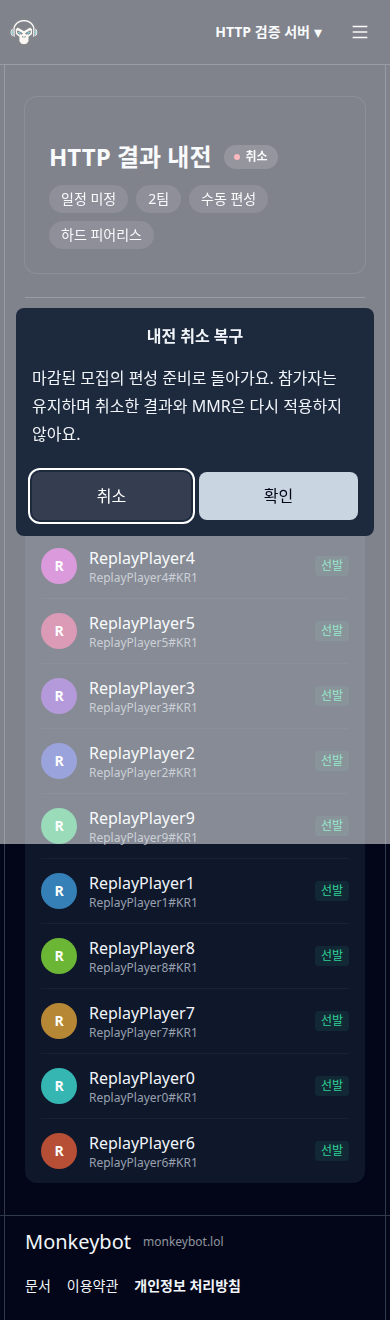 HTTP 검증 서버 ▾
HTTP 결과 내전
취소
일정 미정
2팀
수동 편성
하드 피어리스
내전 취소 복구
마감된 모집의 편성 준비로 돌아가요. 참가자는
유지하며 취소한 결과와 MMR은 다시 적용하지
않아요.
취소
확인
R
ReplayPlayer4
ReplayPlayer4#KR1
선발
R
ReplayPlayer5
ReplayPlayer5#KR1
선발
R
ReplayPlayer3
ReplayPlayer3#KR1
선발
R
ReplayPlayer2
ReplayPlayer2#KR1
선발
R
ReplayPlayer9
ReplayPlayer9#KR1
선발
R
ReplayPlayer1
ReplayPlayer1#KR1
선발
R
ReplayPlayer8
ReplayPlayer8#KR1
선발
R
ReplayPlayer7
ReplayPlayer7#KR1
선발
R
ReplayPlayer0
ReplayPlayer0#KR1
선발
R
ReplayPlayer6
ReplayPlayer6#KR1
선발
Monkeybot monkeybot.lol
문서 이용약관 개인정보 처리방침